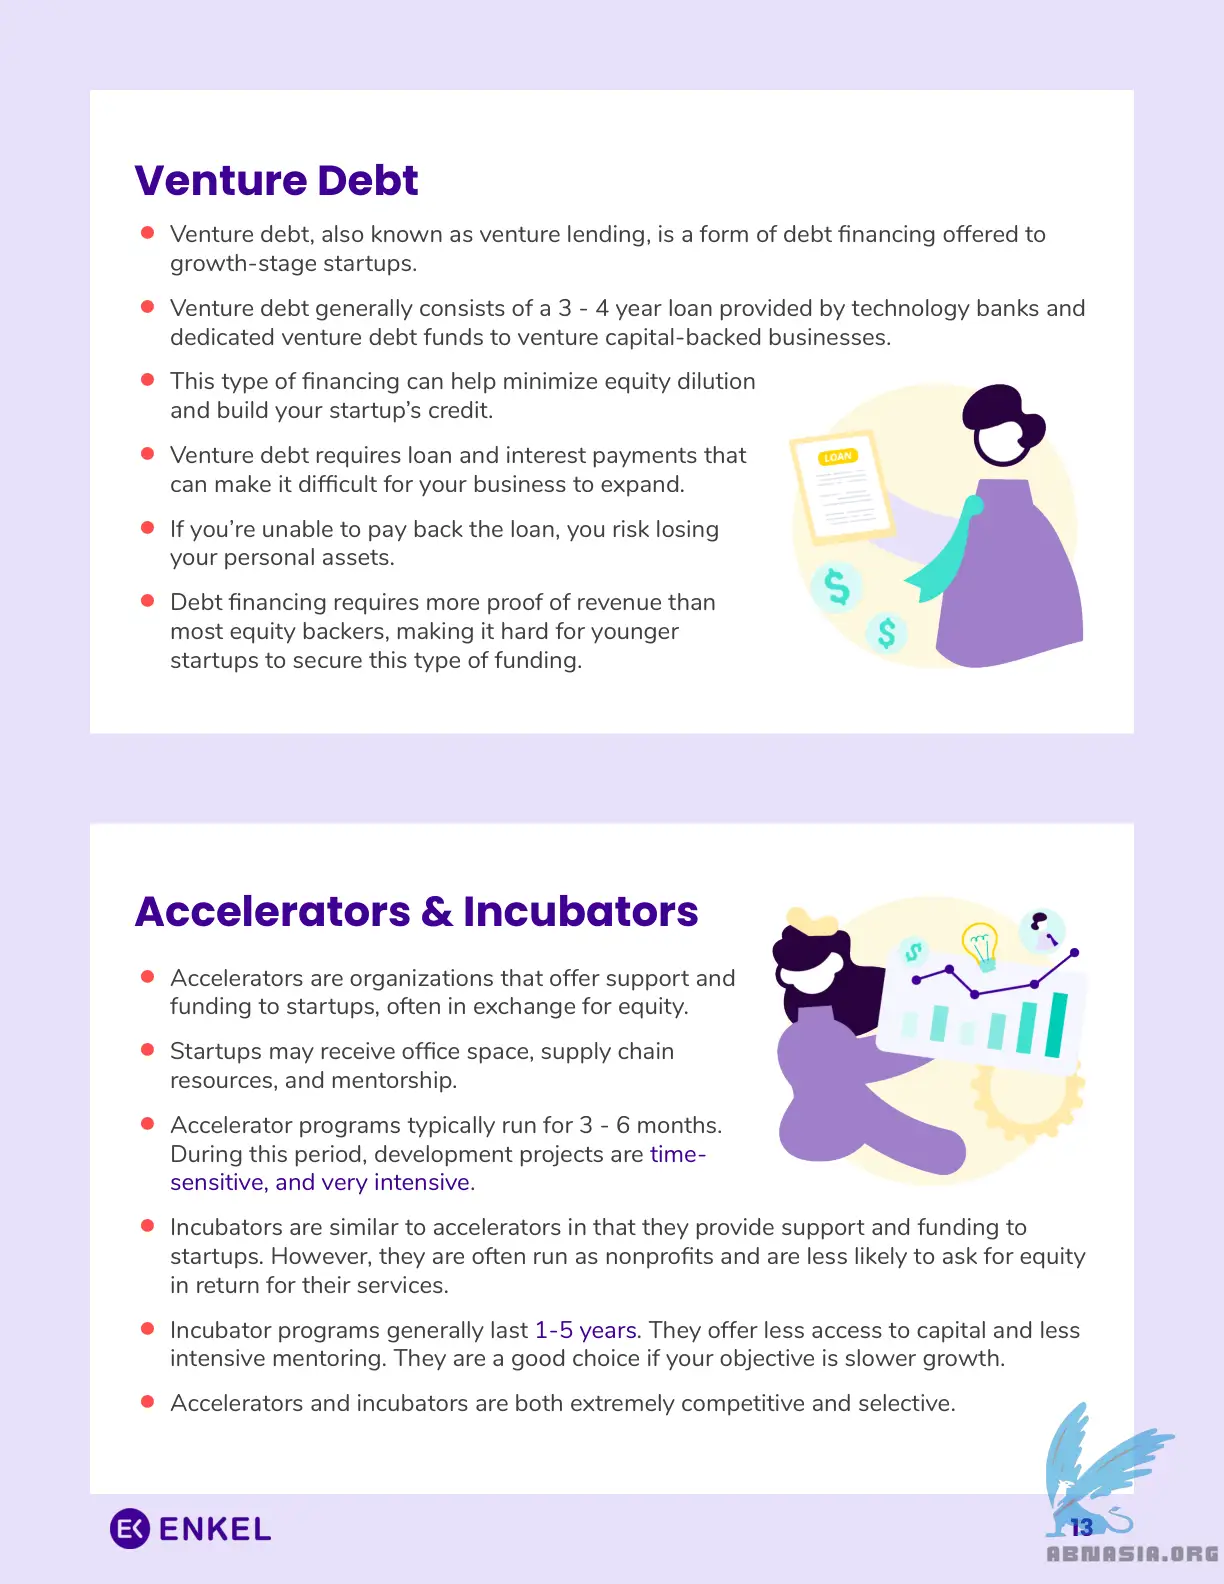 Venture Debt
Venture debt, also known as venture lending, is a form of debt financing offered to
growth-stage startups.
Venture debt generally consists of a 3 - 4 year loan provided by technology banks and
dedicated venture debt funds to venture capital-backed businesses.
This type of financing can help minimize equity dilution
and build your startup’s credit.
Venture debt requires loan and interest payments that
can make it difficult for your business to expand.
If you’re unable to pay back the loan, you risk losing
your personal assets.
Debt financing requires more proof of revenue than
most equity backers, making it hard for younger
startups to secure this type of funding.
LOAN
$
$
Accelerators & Incubators
Accelerators are organizations that offer support and
funding to startups, often in exchange for equity.
Startups may receive office space, supply chain
resources, and mentorship.
Accelerator programs typically run for 3 - 6 months.
During this period, development projects are time-
sensitive, and very intensive.
$
Incubators are similar to accelerators in that they provide support and funding to
startups. However, they are often run as nonprofits and are less likely to ask for equity
in return for their services.
Incubator programs generally last 1-5 years. They offer less access to capital and less
intensive mentoring. They are a good choice if your objective is slower growth.
Accelerators and incubators are both extremely competitive and selective.
EK ENKEL
13
ABNASIA.ORG